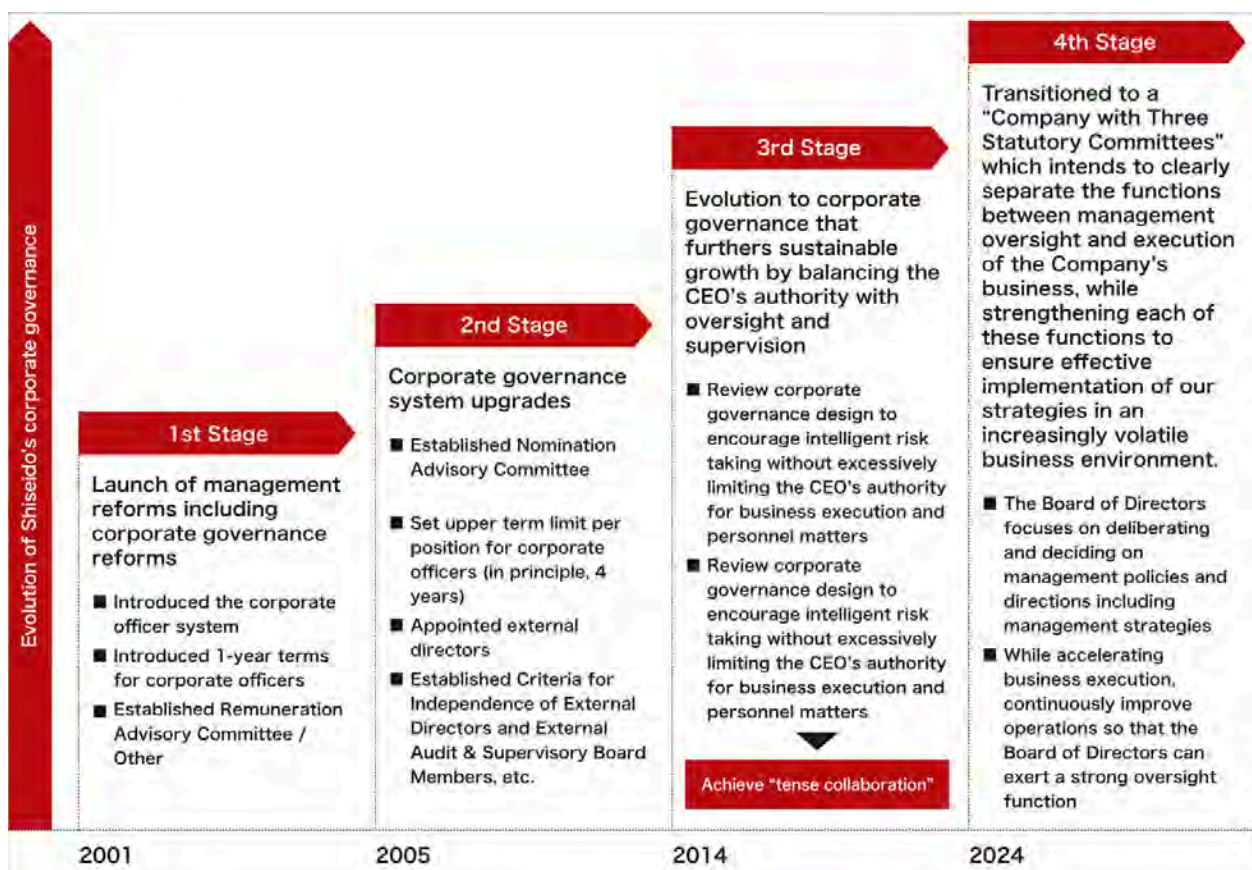 Evolution of Shiseido's corporate governance
1st Stage
Launch of management
reforms including
corporate governance
reforms
■ Introduced the corporate
officer system
■ Introduced 1-year terms
for corporate officers
■ Established Remuneration
Advisory Committee /
Other
2001
2nd Stage
Corporate governance
system upgrades
■ Established Nomination
Advisory Committee
■ Set upper term limit per
position for corporate
officers (in principle, 4
years)
■ Appointed external
directors
■ Established Criteria for
Independence of External
Directors and External
Audit & Supervisory Board
Members, etc.
2005
3rd Stage
Evolution to corporate
governance that
furthers sustainable
growth by balancing the
CEO's authority with
oversight and
supervision
■ Review corporate
governance design to
encourage intelligent risk
taking without excessively
limiting the CEO's authority
for business execution and
personnel matters
■ Review corporate
governance design to
encourage intelligent risk
taking without excessively
limiting the CEO's authority
for business execution and
personnel matters
Achieve "tense collaboration"
2014
4th Stage
Transitioned to a
"Company with Three
Statutory Committees"
which intends to clearly
separate the functions
between management
oversight and execution
of the Company's
business, while
strengthening each of
these functions to
ensure effective
implementation of our
strategies in an
increasingly volatile
business environment.
■ The Board of Directors
focuses on deliberating
and deciding on
management policies and
directions including
management strategies
■ While accelerating
business execution,
continuously improve
operations so that the
Board of Directors can
exert a strong oversight
function
2024